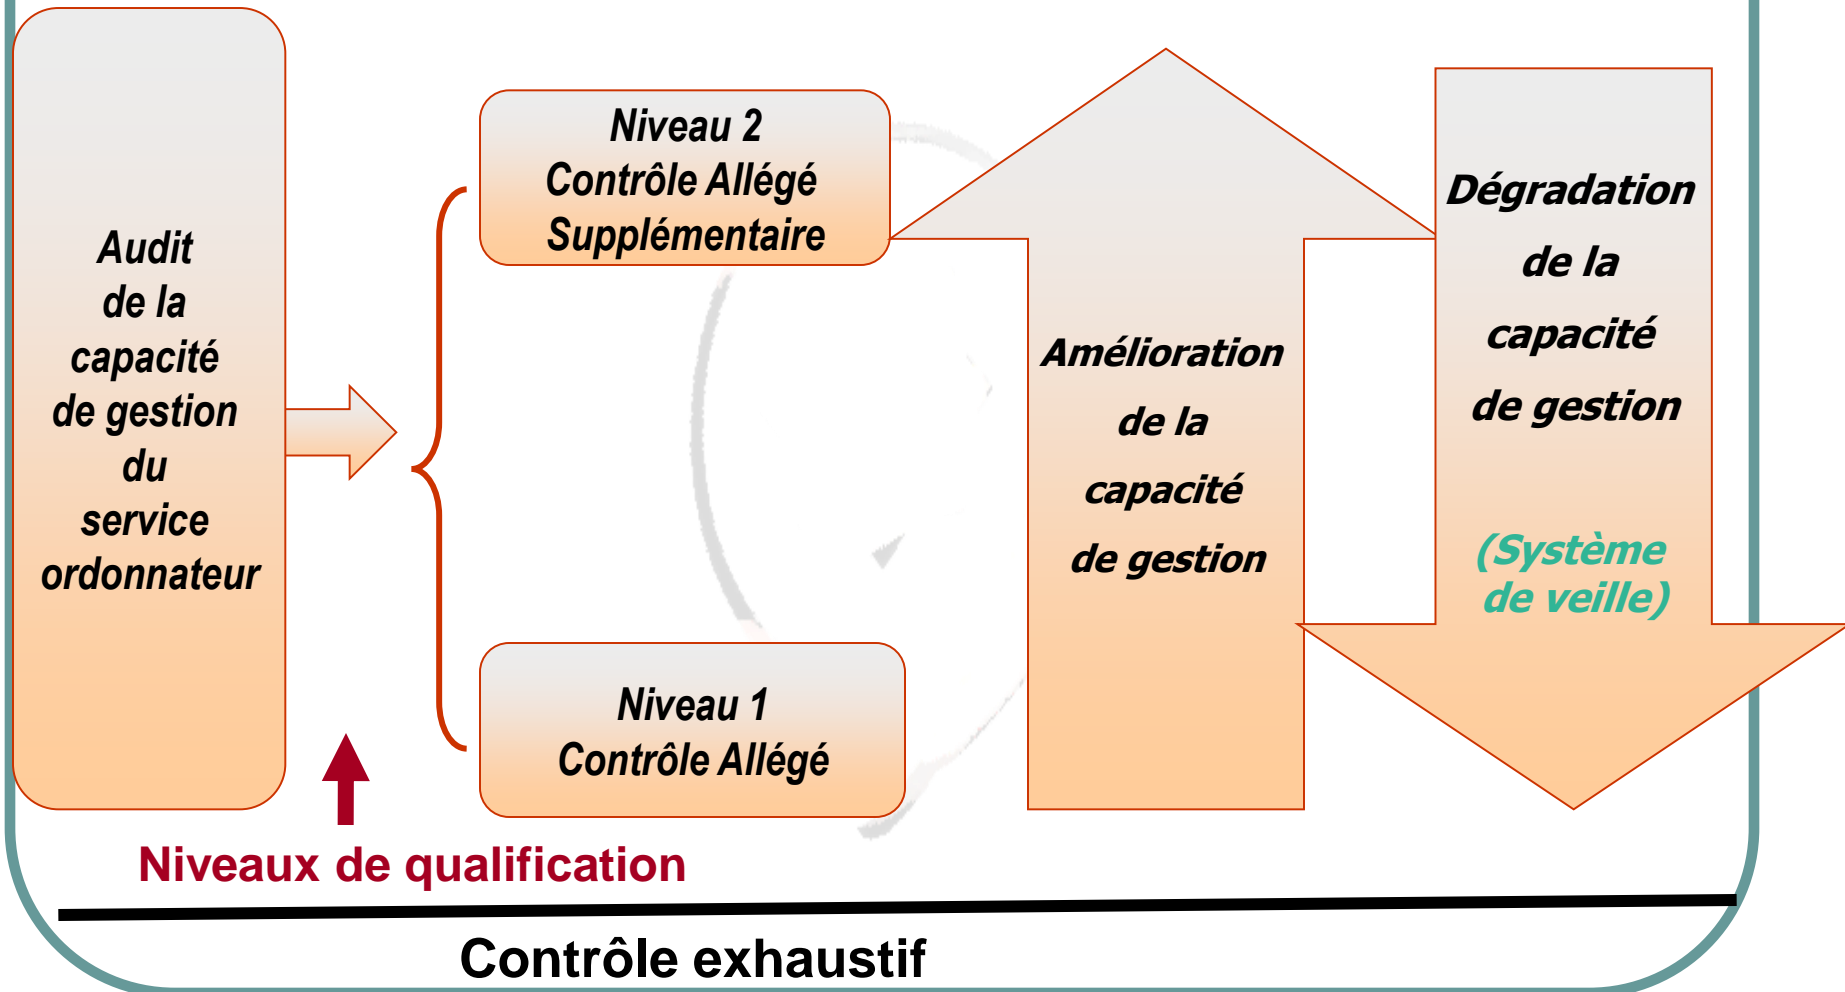 Audit
de la
capacité
de gestion
du
service
ordonnateur
Niveau 2
Contrôle Allégé
Supplémentaire
Niveau 1
Contrôle Allégé
Amélioration
de la
capacité
de gestion
Dégradation
de la
capacité
de gestion
(Système
de veille)
Niveaux de qualification
Contrôle exhaustif